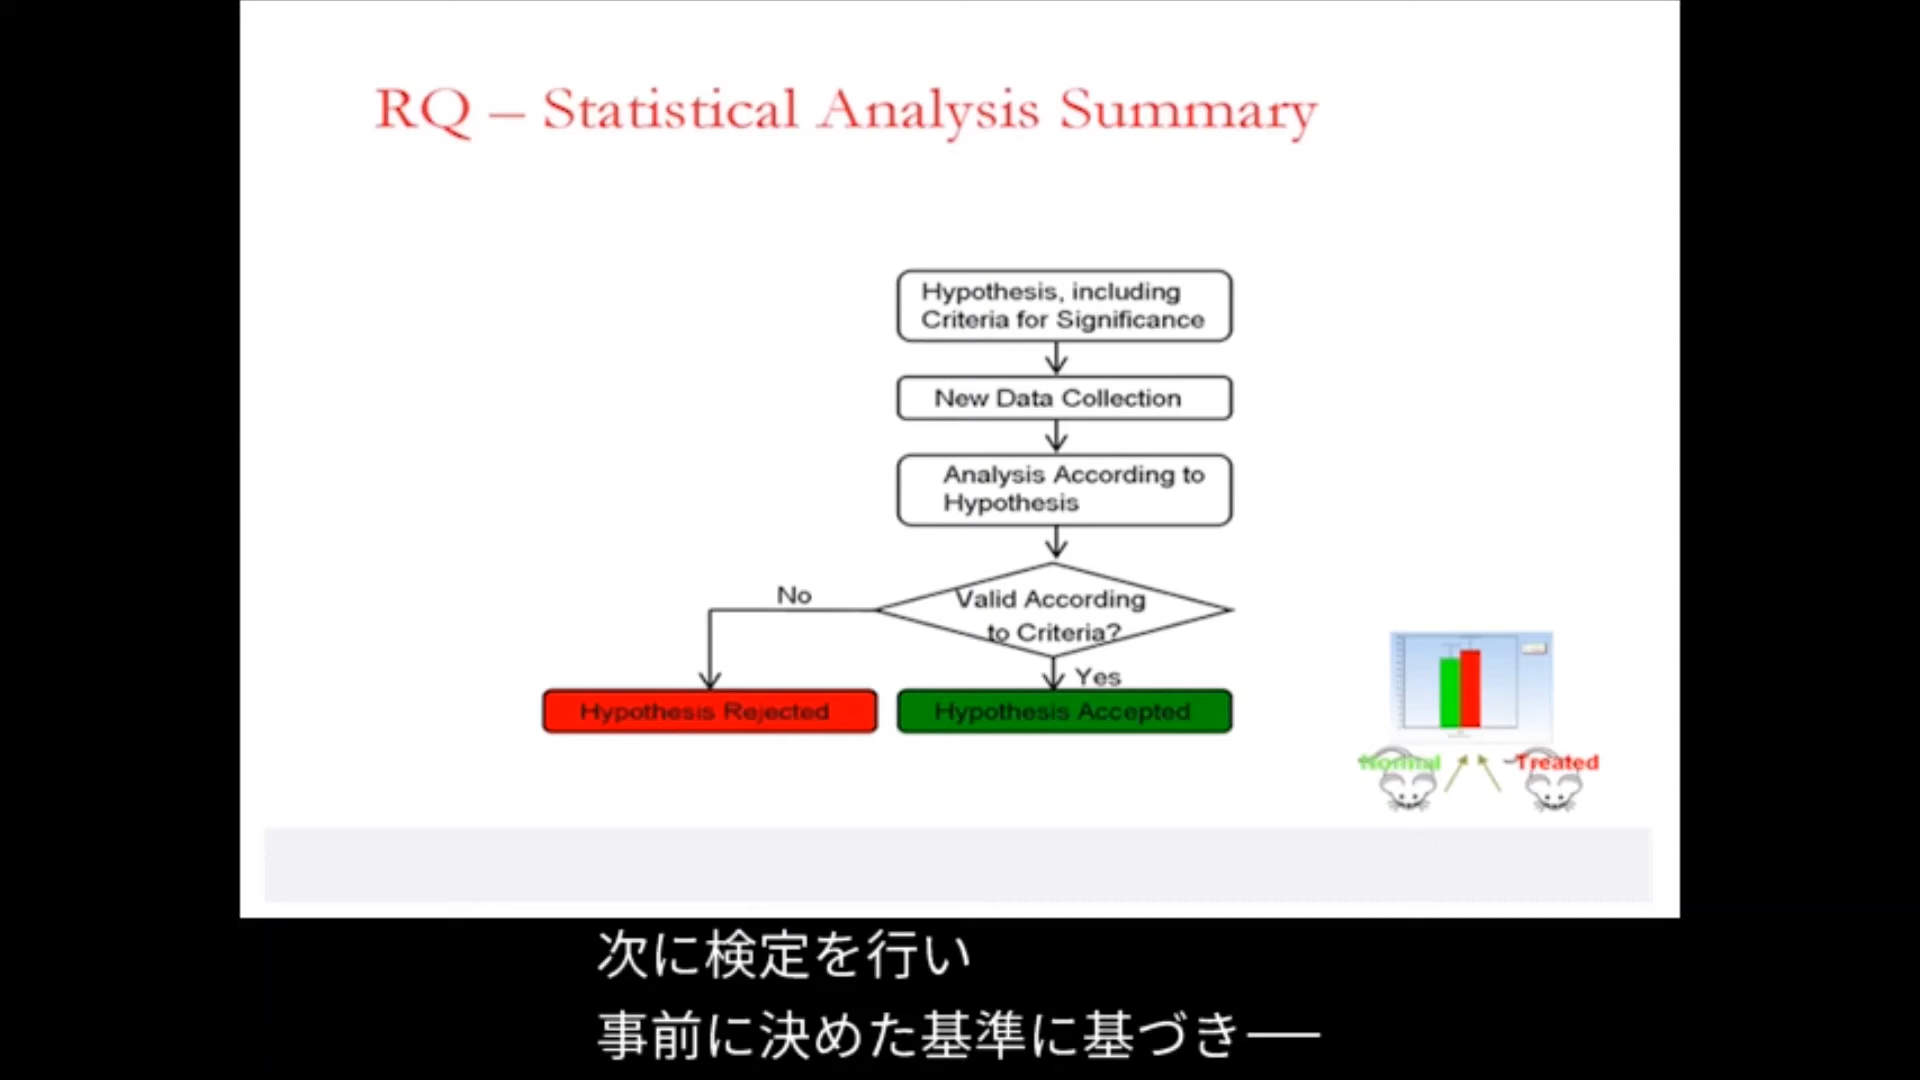 RQ – Statistical Analysis Summary
Hypothesis, including
Criteria for Significance
New Data Collection
Analysis According to
Hypothesis
Valid According
to Criteria?
No
Yes
Hypothesis Rejected
Hypothesis Accepted
Normal
Treated
次に検定を行い
事前に決めた基準に基づき──